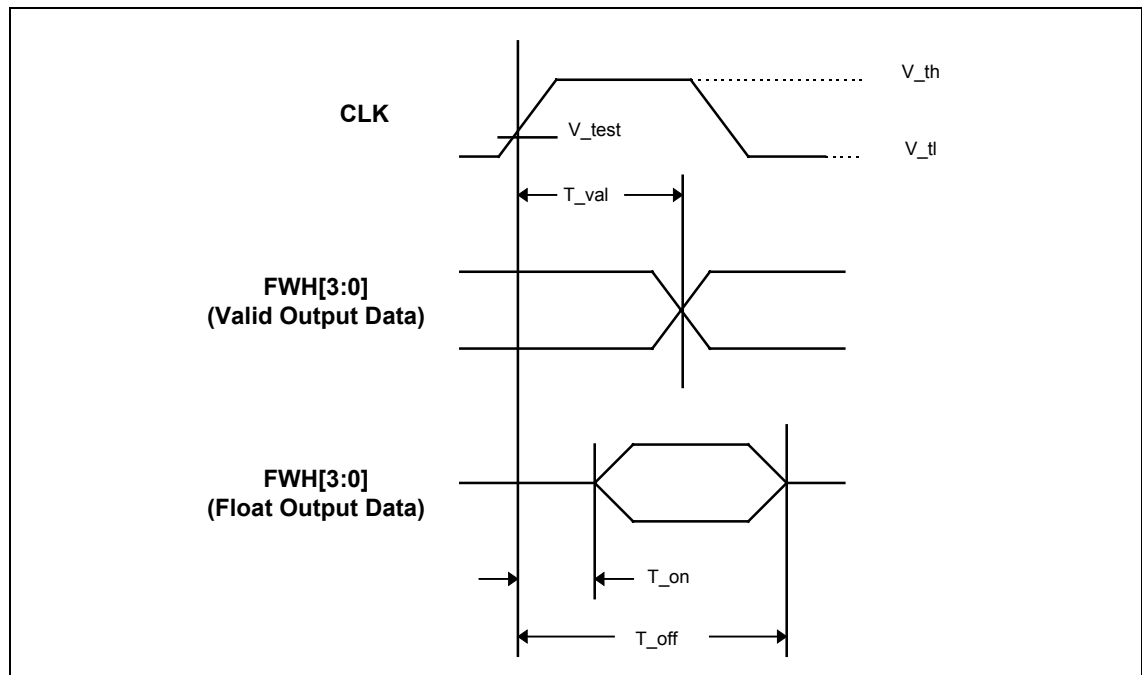 V_th
CLK
V_test
V_tl
T_val
FWH[3:0]
(Valid Output Data)
FWH[3:0]
(Float Output Data)
T_on
T_off